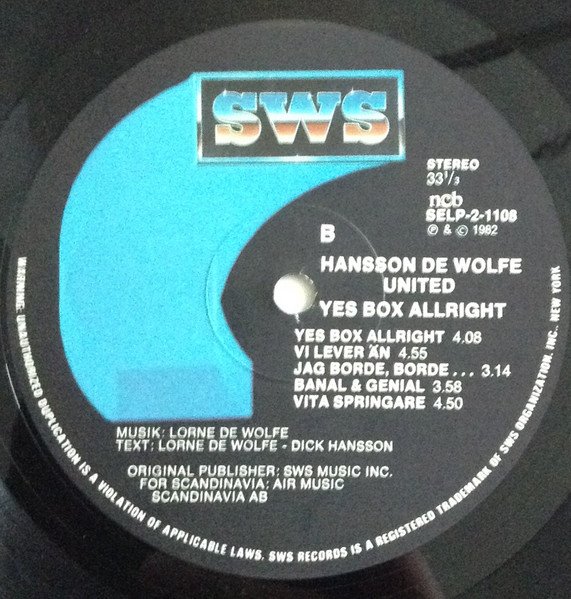 SWS
STEREO
33 1/3
ncb
SELP-2-1108
℗ & © 1982
B
HANSSON DE WOLFE
UNITED
YES BOX ALLRIGHT
YES BOX ALLRIGHT 4.08
VI LEVER ÄN 4.55
JAG BORDE, BORDE... 3.14
BANAL & GENIAL 3.58
VITA SPRINGARE 4.50
MUSIK: LORNE DE WOLFE
TEXT: LORNE DE WOLFE - DICK HANSSON
ORIGINAL PUBLISHER: SWS MUSIC INC.
FOR SCANDINAVIA: AIR MUSIC
SCANDINAVIA AB
WARNING: UNAUTHORIZED DUPLICATION IS A VIOLATION OF APPLICABLE LAWS. SWS RECORDS IS A REGISTERED TRADEMARK OF SWS ORGANIZATION, INC., NEW YORK